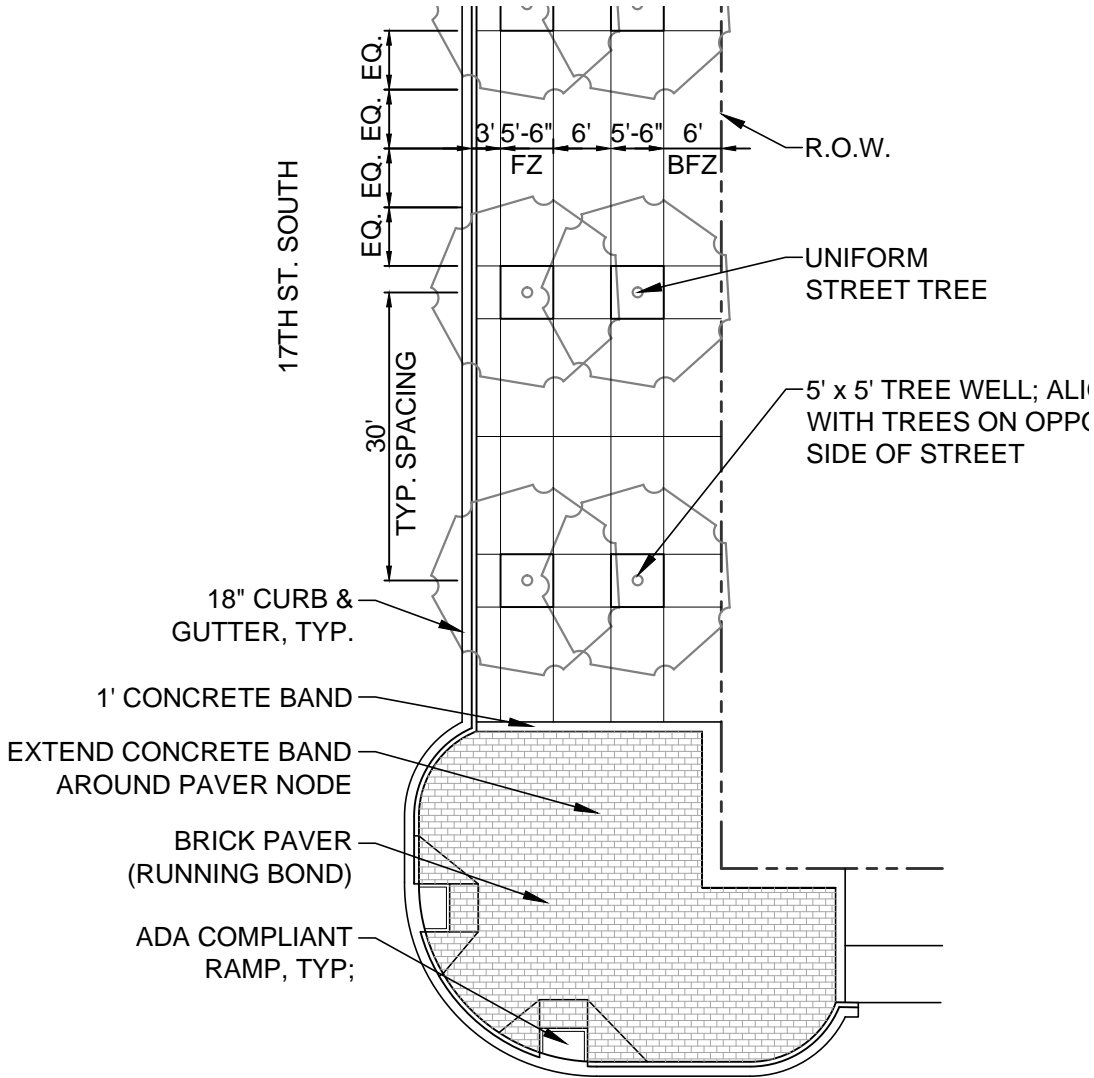 EQ.
EQ.
EQ.
EQ.
3' 5'-6" 6' 5'-6" 6'
FZ BFZ
R.O.W.
17TH ST. SOUTH
UNIFORM
STREET TREE
30'
TYP. SPACING
5' x 5' TREE WELL;
WITH TREES ON
SIDE OF STREET
18" CURB &
GUTTER, TYP.
1' CONCRETE BAND
EXTEND CONCRETE BAND
AROUND PAVER NODE
BRICK PAVER
(RUNNING BOND)
ADA COMPLIANT
RAMP, TYP;